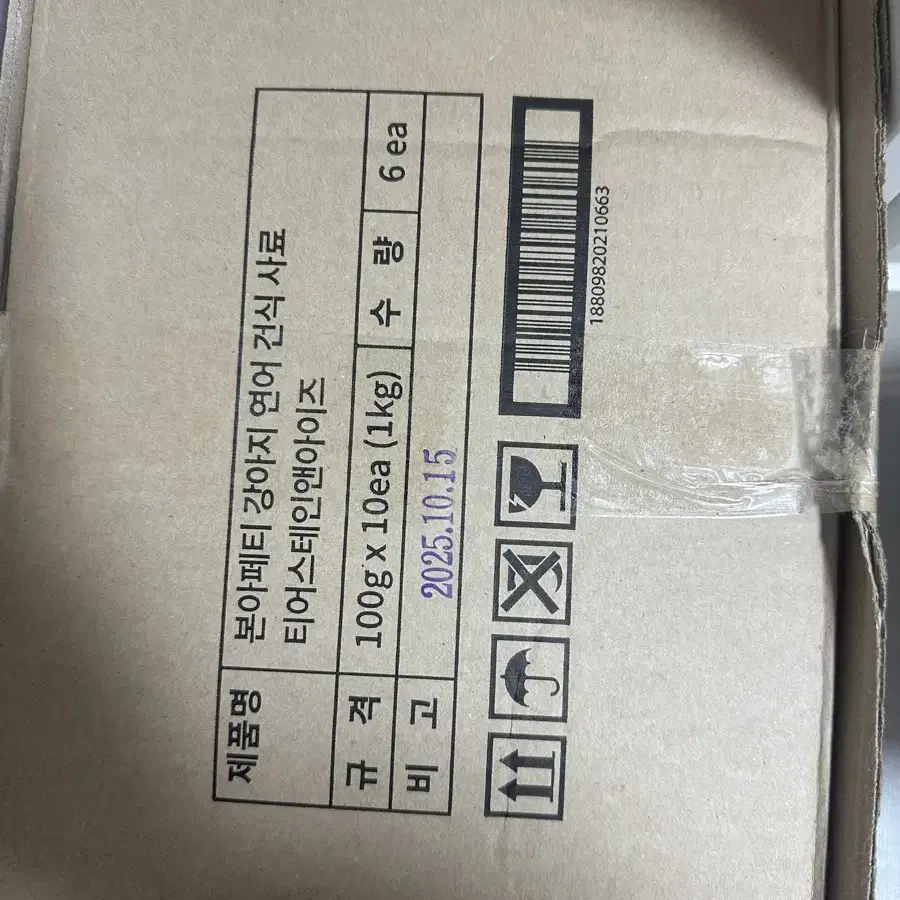 제품명 본아페티 강아지 연어 건식 사료
티어스테인앤아이즈
규 격 100g x 10ea (1kg) 수 량 6 ea
비 고 2025.10.15
18809820210663